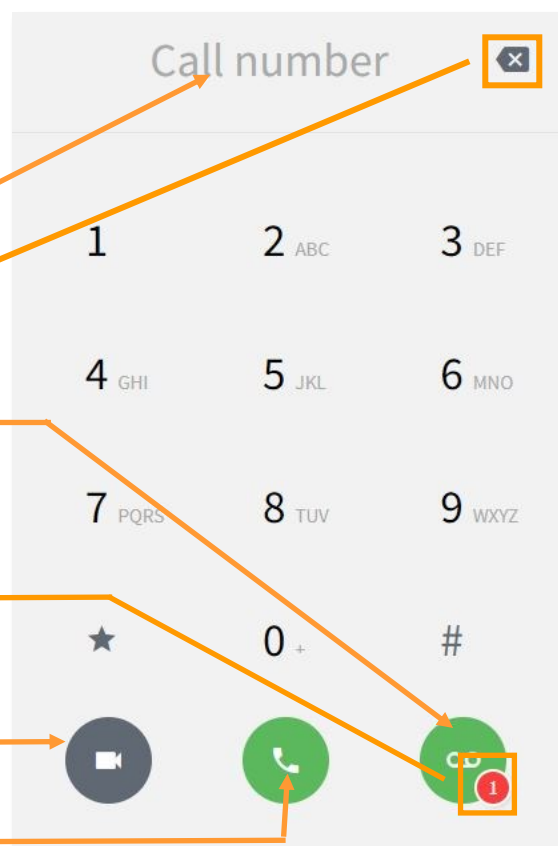 Call number
1 2 ABC 3 DEF
4 GHI 5 JKL 6 MNO
7 PQRS 8 TUV 9 WXYZ
★ 0 + #
1